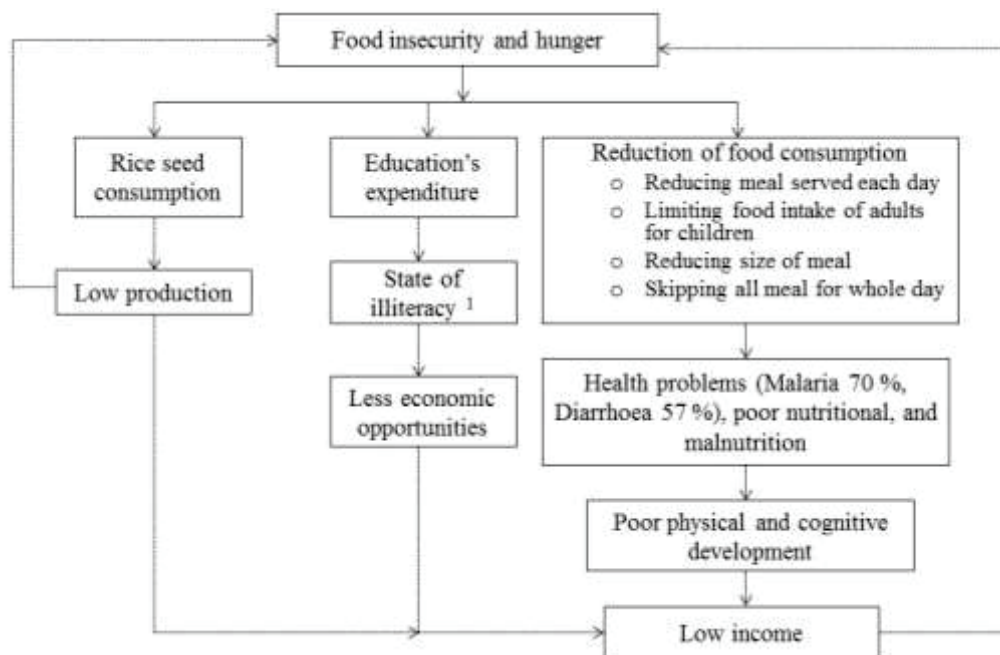 Food insecurity and hunger
Rice seed
consumption
Low production
Education’s
expenditure
State of
illiteracy 1
Less economic
opportunities
Reduction of food consumption
o Reducing meal served each day
o Limiting food intake of adults
for children
o Reducing size of meal
o Skipping all meal for whole day
Health problems (Malaria 70 %,
Diarrhoea 57 %), poor nutritional, and
malnutrition
Poor physical and cognitive
development
Low income